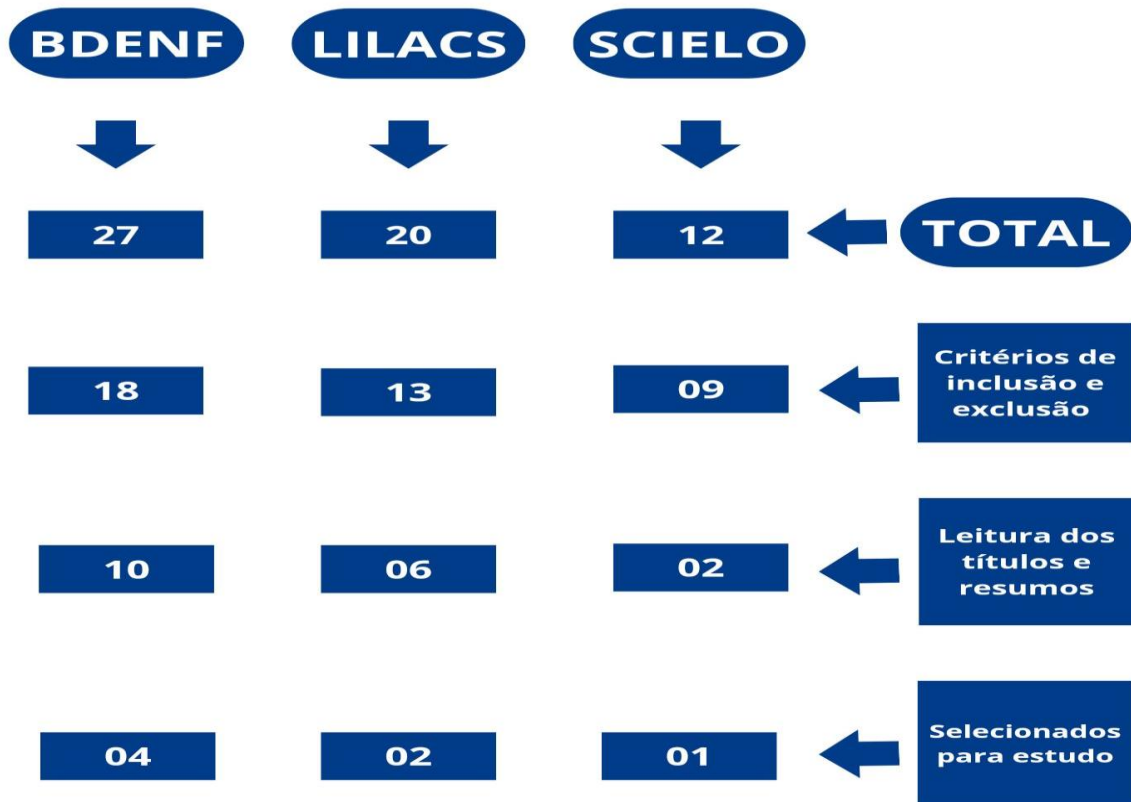 BDENF LILACS SCIELO
27 20 12 TOTAL
18 13 09 Critérios de
inclusão e
exclusão
10 06 02 Leitura dos
títulos e
resumos
04 02 01 Selecionados
para estudo